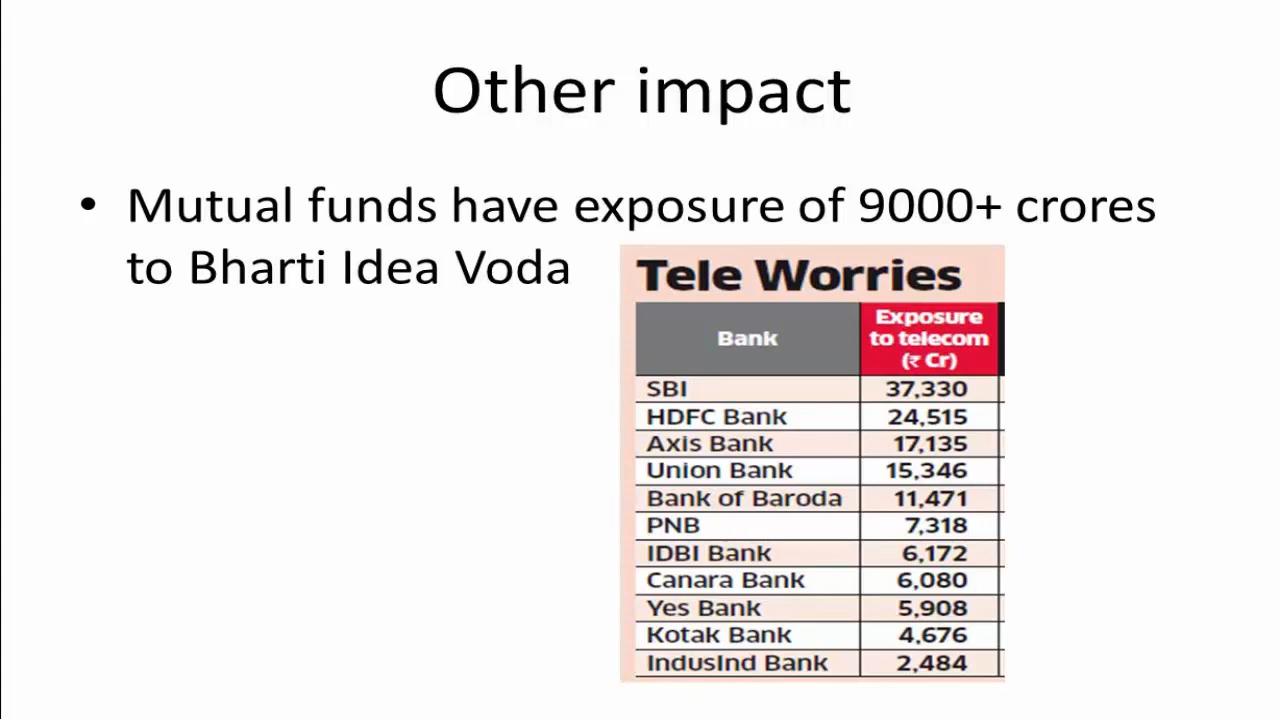 Other impact
• Mutual funds have exposure of 9000+ crores
to Bharti Idea Voda
Tele Worries
Bank Exposure to telecom (₹ Cr)
SBI 37,330
HDFC Bank 24,515
Axis Bank 17,135
Union Bank 15,346
Bank of Baroda 11,471
PNB 7,318
IDBI Bank 6,172
Canara Bank 6,080
Yes Bank 5,908
Kotak Bank 4,676
IndusInd Bank 2,484